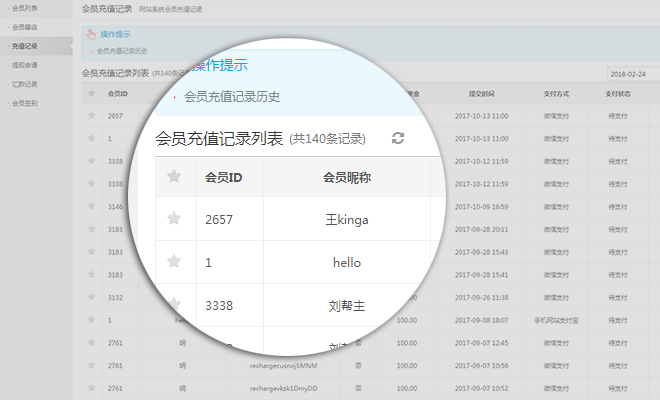 会员列表
会员等级
充值记录
提现申请
汇款记录
会员签到
会员充值记录 网站系统会员充值记录
操作提示
会员充值记录历史
会员充值记录列表 (共140条记
2018-02-24
会员ID 提交时间 支付方式 支付状态
2657 2017-10-13 11:00 微信支付 待支付
1 2017-10-13 11:00 微信支付 待支付
3338 2017-10-12 11:59 微信支付 待支付
3338 2017-10-12 11:59 微信支付 待支付
3146 2017-10-09 16:59 微信支付 待支付
3183 2017-09-28 20:11 微信支付 待支付
3183 2017-09-28 15:43 微信支付 待支付
3183 2017-09-28 15:41 微信支付 待支付
3132 2017-09-26 11:38 微信支付 待支付
1 100.00 2017-09-08 18:07 手机网站支付宝 待支付
2761 明 否 100.00 2017-09-07 12:45 微信支付 待支付
2761 明 rechargecusnoj5MNM 否 100.00 2017-09-07 10:56 微信支付 待支付
2761 明 rechargevkzk1DmyDD 否 100.00 2017-09-07 10:52 微信支付 待支付
操作提示
会员充值记录历史
会员充值记录列表 (共140条记录)
会员ID 会员昵称
2657 王kinga
1 hello
3338 刘帮主